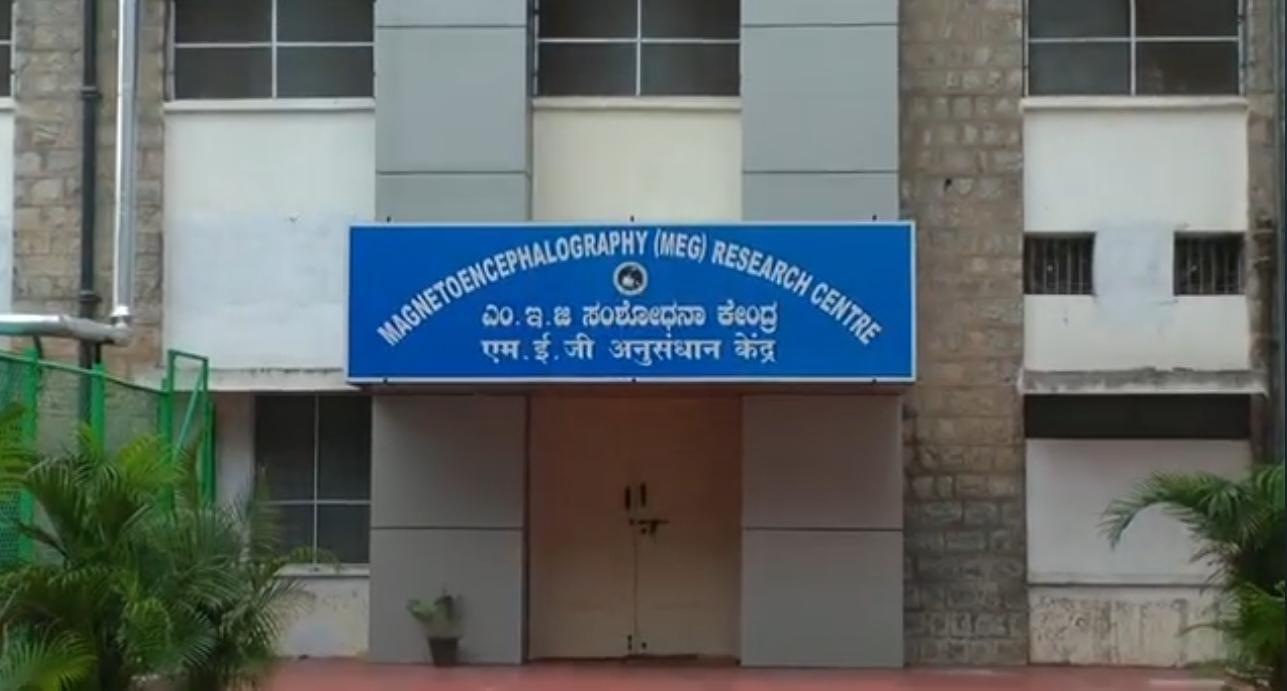 MAGNETOENCEPHALOGRAPHY (MEG) RESEARCH CENTRE
ಎಂ.ಇ.ಜಿ ಸಂಶೋಧನಾ ಕೇಂದ್ರ
एम.ई.जी अनुसंधान केंद्र